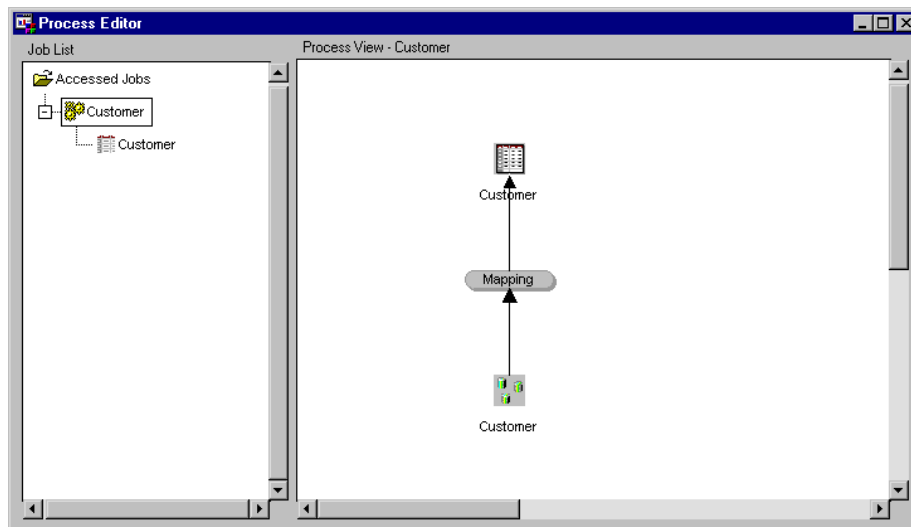 Process Editor
Job List
Accessed Jobs
Customer
Customer
Process View - Customer
Customer
Mapping
Customer